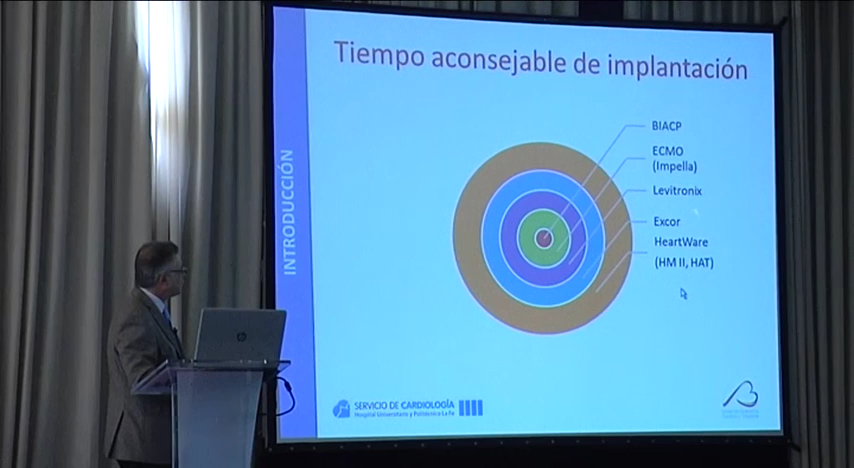 Tiempo aconsejable de implantación
INTRODUCCIÓN
BIACP
ECMO
(Impella)
Levitronix
Excor
HeartWare
(HM II, HAT)
SERVICIO DE CARDIOLOGÍA
Hospital Universitario y Politécnico La Fe
hp